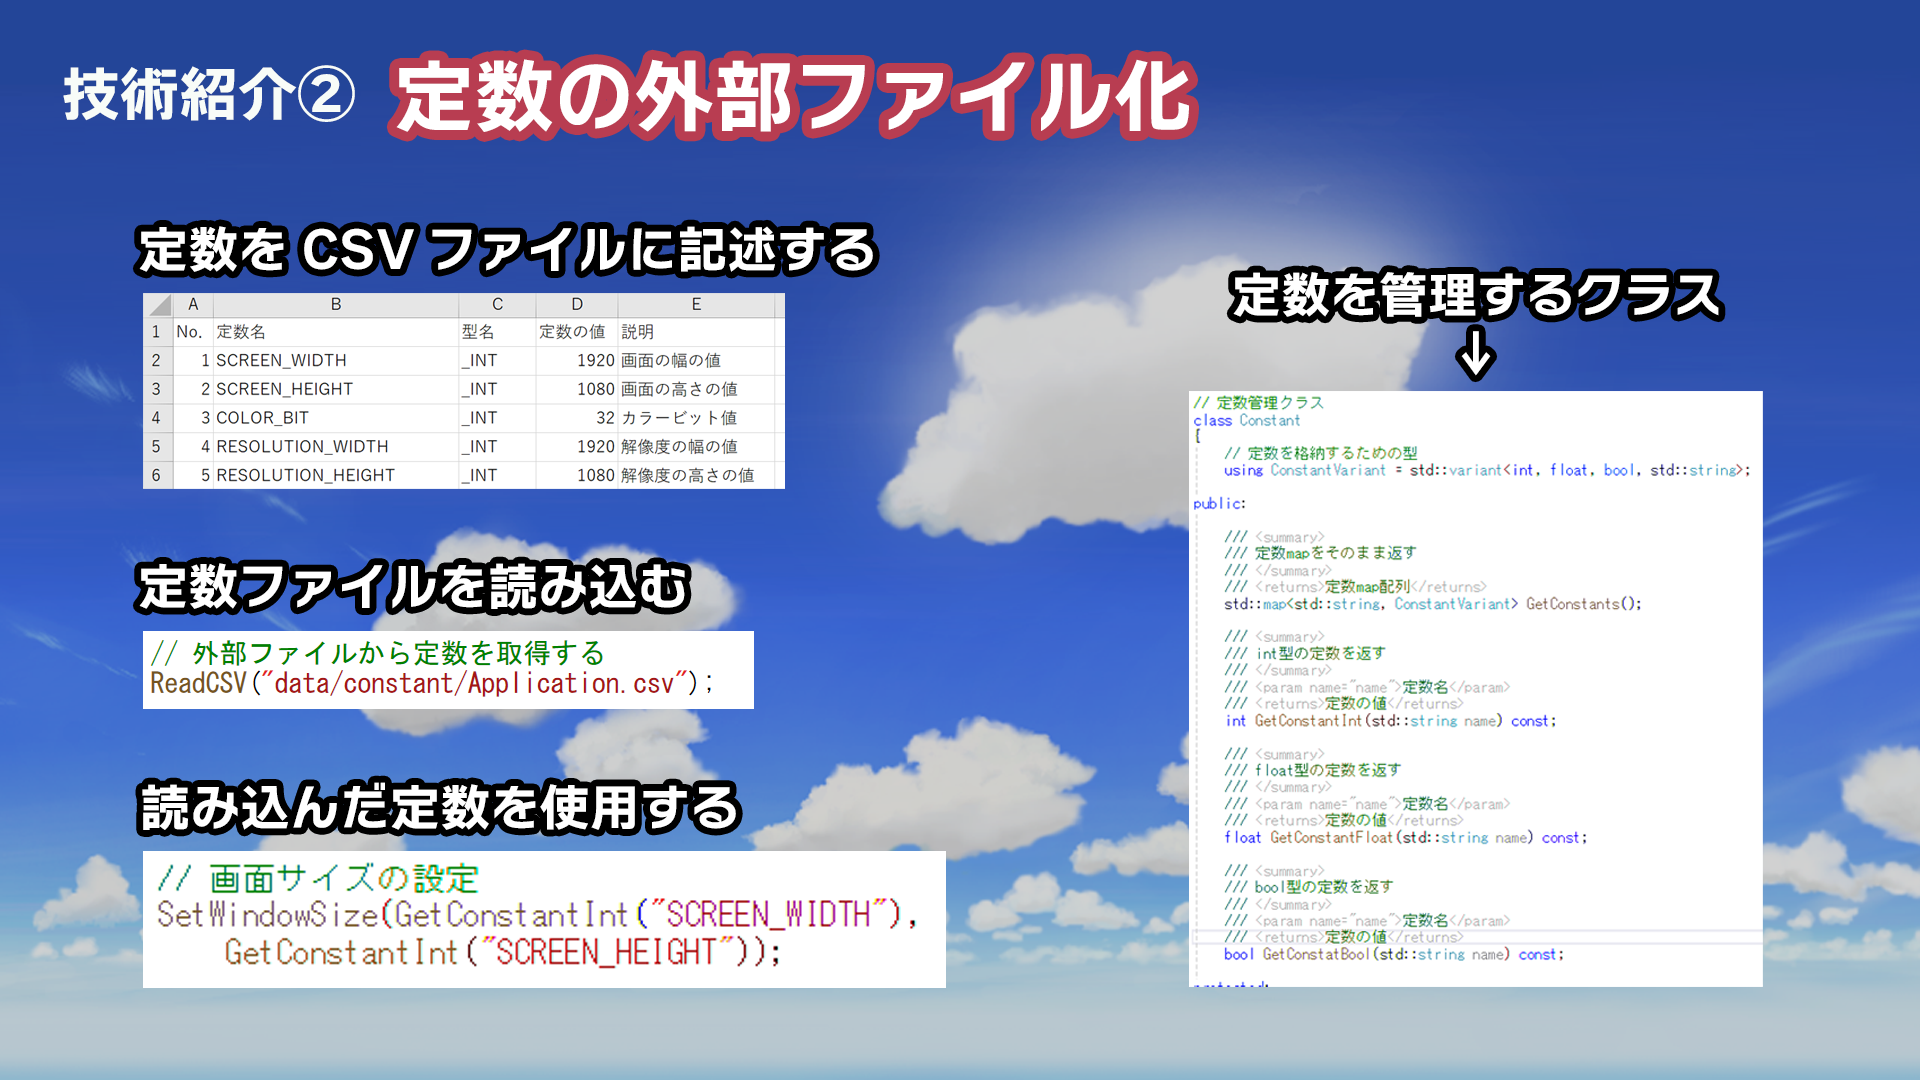 技術紹介② 定数の外部ファイル化
定数をCSVファイルに記述する
A B C D E
1 No. 定数名 型名 定数の値 説明
2 1 SCREEN_WIDTH _INT 1920 画面の幅の値
3 2 SCREEN_HEIGHT _INT 1080 画面の高さの値
4 3 COLOR_BIT _INT 32 カラービット値
5 4 RESOLUTION_WIDTH _INT 1920 解像度の幅の値
6 5 RESOLUTION_HEIGHT _INT 1080 解像度の高さの値
定数ファイルを読み込む
// 外部ファイルから定数を取得する
ReadCSV("data/constant/Application.csv");
読み込んだ定数を使用する
// 画面サイズの設定
SetWindowSize(GetConstantInt("SCREEN_WIDTH"),
GetConstantInt("SCREEN_HEIGHT"));
定数を管理するクラス
↓
// 定数管理クラス
class Constant
{
// 定数を格納するための型
using ConstantVariant = std::variant<int, float, bool, std::string>;
public:
/// <summary>
/// 定数mapをそのまま返す
/// </summary>
/// <returns>定数map配列</returns>
std::map<std::string, ConstantVariant> GetConstants();
/// <summary>
/// int型の定数を返す
/// </summary>
/// <param name="name">定数名</param>
/// <returns>定数の値</returns>
int GetConstantInt(std::string name) const;
/// <summary>
/// float型の定数を返す
/// </summary>
/// <param name="name">定数名</param>
/// <returns>定数の値</returns>
float GetConstantFloat(std::string name) const;
/// <summary>
/// bool型の定数を返す
/// </summary>
/// <param name="name">定数名</param>
/// <returns>定数の値</returns>
bool GetConstatBool(std::string name) const;